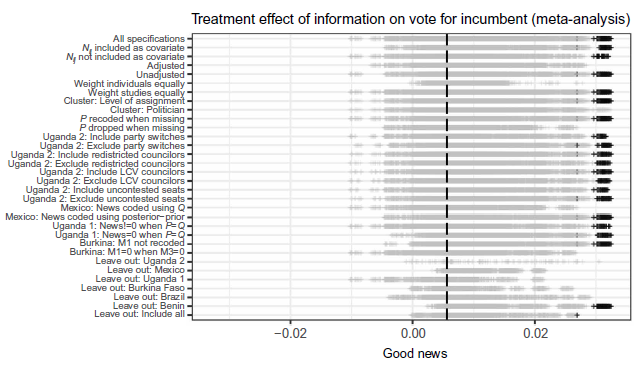 Treatment effect of information on vote for incumbent (meta-analysis)
All specifications
Ni included as covariate
Ni not included as covariate
Adjusted
Unadjusted
Weight individuals equally
Weight studies equally
Cluster: Level of assignment
Cluster: Politician
P recoded when missing
P dropped when missing
Uganda 2: Include party switches
Uganda 2: Exclude party switches
Uganda 2: Include redistricted councilors
Uganda 2: Exclude redistricted councilors
Uganda 2: Include LCV councilors
Uganda 2: Exclude LCV councilors
Uganda 2: Include uncontested seats
Uganda 2: Exclude uncontested seats
Mexico: News coded using Q
Mexico: News coded using posterior−prior
Uganda 1: News!=0 when P=Q
Uganda 1: News=0 when P=Q
Burkina: M1 not recoded
Burkina: M1=0 when M3=0
Leave out: Uganda 2
Leave out: Mexico
Leave out: Uganda 1
Leave out: Burkina Faso
Leave out: Brazil
Leave out: Benin
Leave out: Include all
−0.02 0.00 0.02
Good news